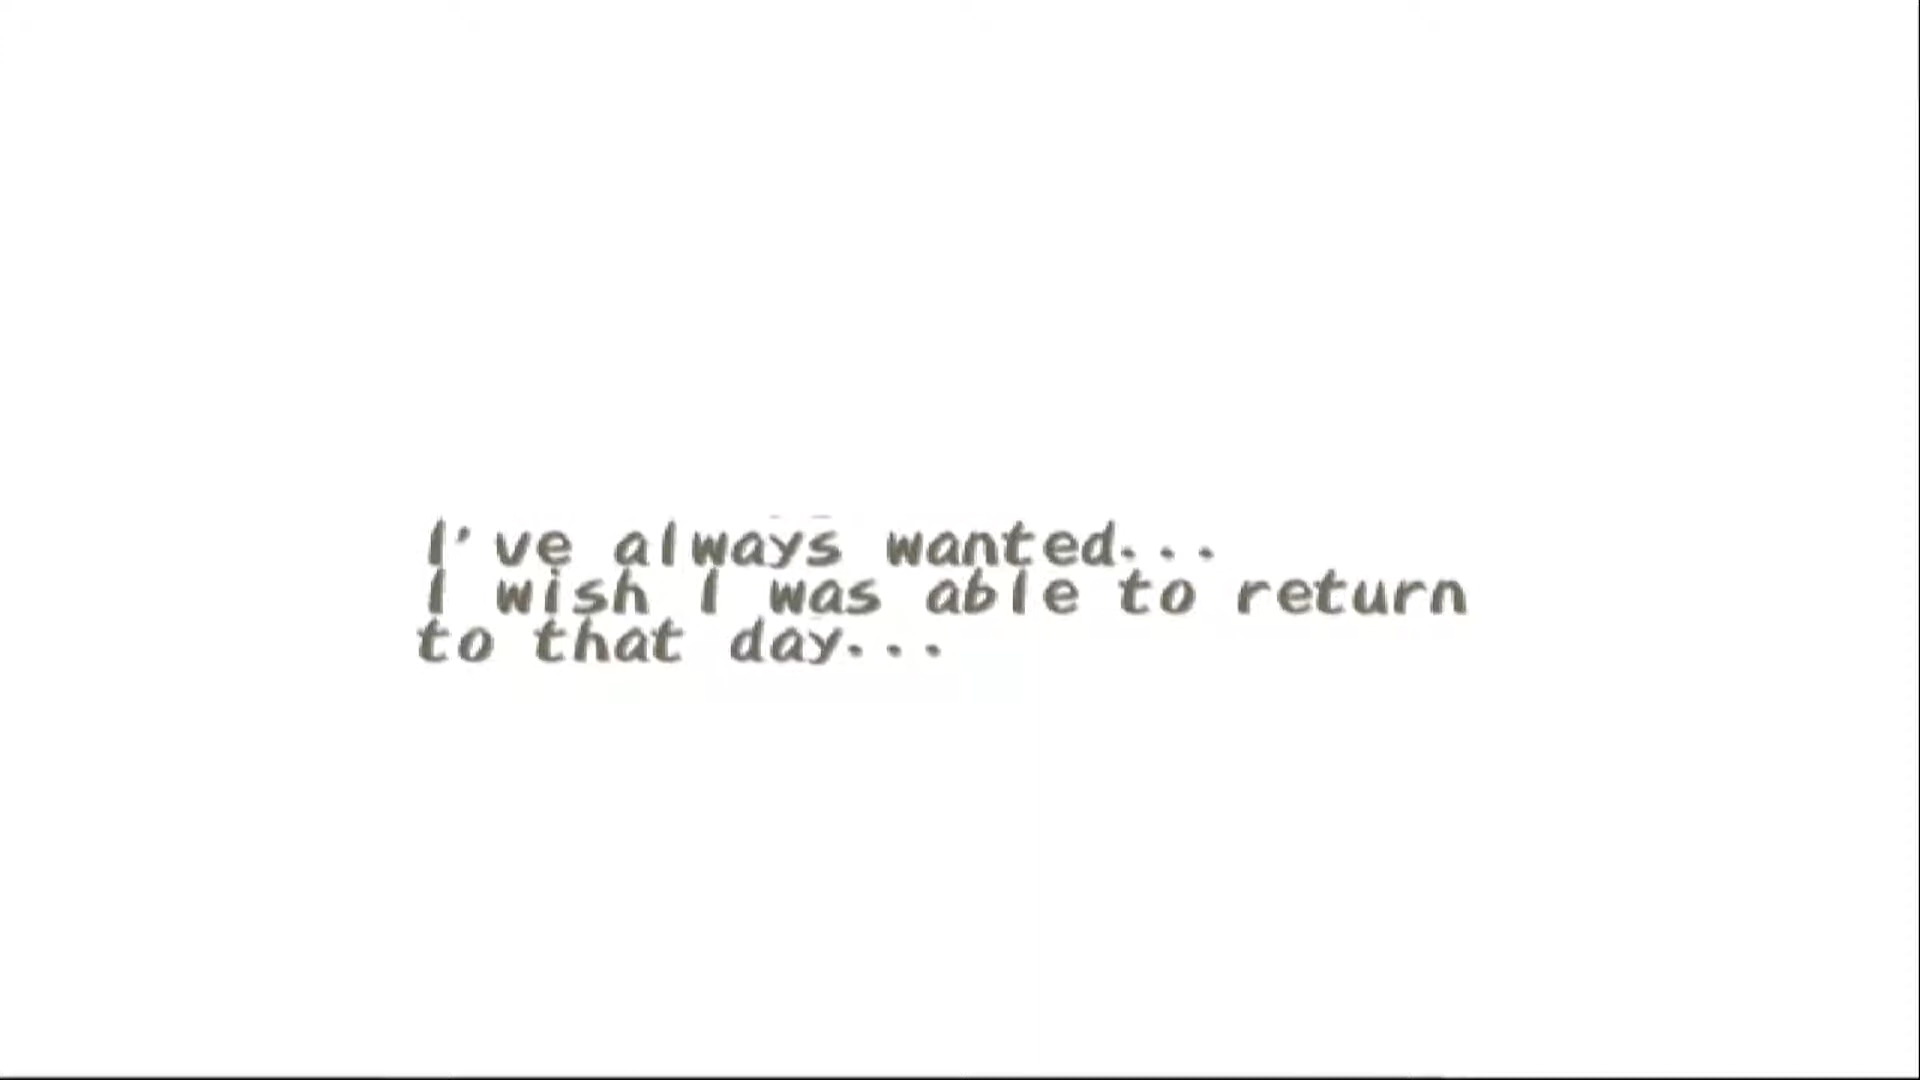 I've always wanted...
I wish I was able to return
to that day...